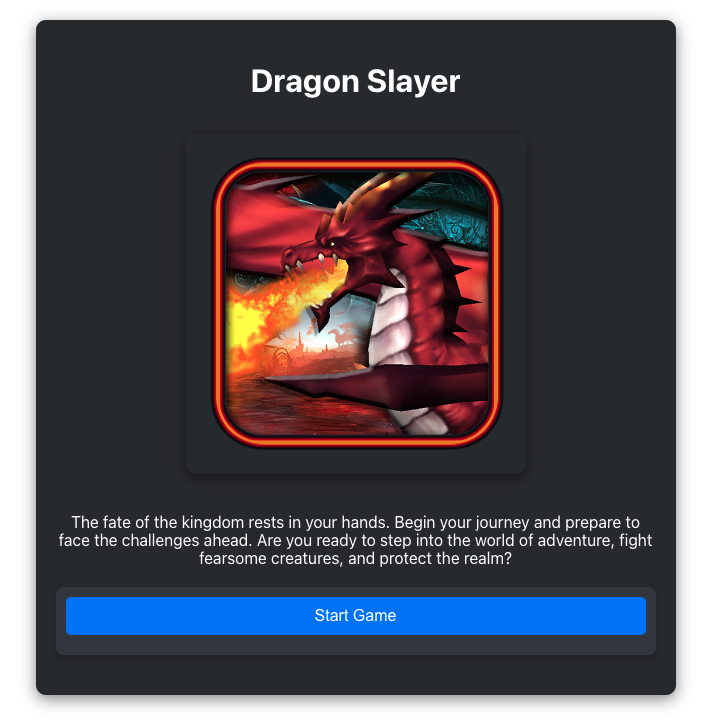 Dragon Slayer
The fate of the kingdom rests in your hands. Begin your journey and prepare to
face the challenges ahead. Are you ready to step into the world of adventure, fight
fearsome creatures, and protect the realm?
Start Game